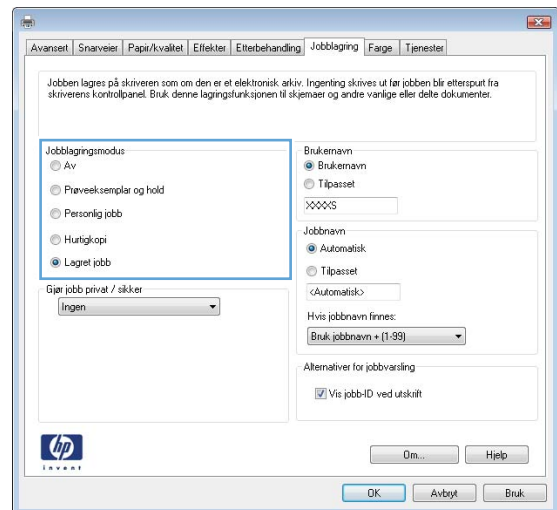 Avansert Snarveier Papir/kvalitet Effekter Etterbehandling Jobblagring Farge Tjenester
Jobben lagres på skriveren som om den er et elektronisk arkiv. Ingenting skrives ut før jobben blir etterspurt fra
skriverens kontrollpanel. Bruk denne lagringsfunksjonen til skjemaer og andre vanlige eller delte dokumenter.
Jobblagringsmodus
Av
Prøveeksemplar og hold
Personlig jobb
Hurtigkopi
Lagret jobb
Gjør jobb privat / sikker
Ingen
Brukernavn
Brukernavn
Tilpasset
XXXXS
Jobbnavn
Automatisk
Tilpasset
<Automatisk>
Hvis jobbnavn finnes:
Bruk jobbnavn + (1-99)
Alternativer for jobbvarsling
Vis jobb-ID ved utskrift
hp
invent
Om... Hjelp
OK Avbryt Bruk